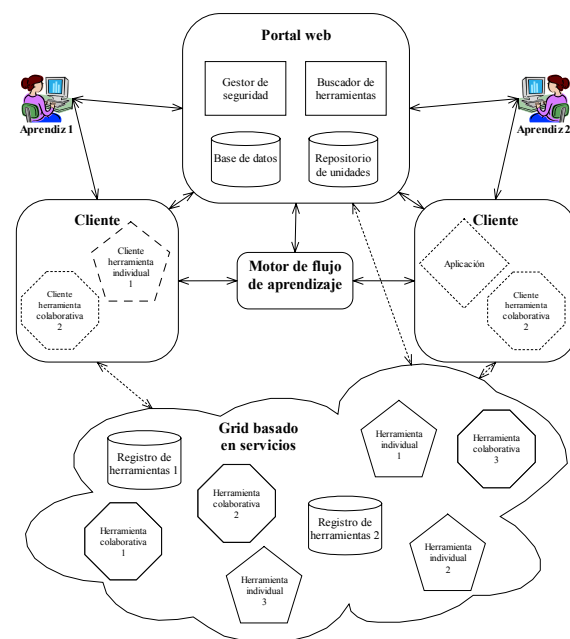 Portal web
Gestor de
seguridad
Buscador de
herramientas
Base de datos
Repositorio
de unidades
Aprendiz 1
Aprendiz 2
Cliente
Cliente
herramienta
individual
1
Cliente
herramienta
colaborativa
2
Motor de flujo
de aprendizaje
Cliente
Aplicación
Cliente
herramienta
colaborativa
2
Grid basado
en servicios
Registro de
herramientas 1
Herramienta
colaborativa
1
Herramienta
colaborativa
2
Herramienta
individual
3
Registro de
herramientas 2
Herramienta
individual
1
Herramienta
colaborativa
3
Herramienta
individual
2